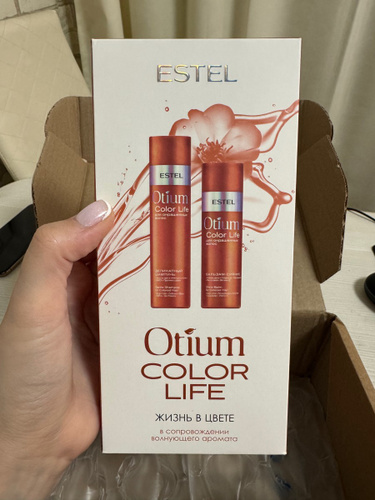 ESTEL
ESTEL
Otium
Color Life
ESTEL
Otium
Color Life
Otium
COLOR
LIFE
ЖИЗНЬ В ЦВЕТЕ
в сопровождении
волнующего аромата